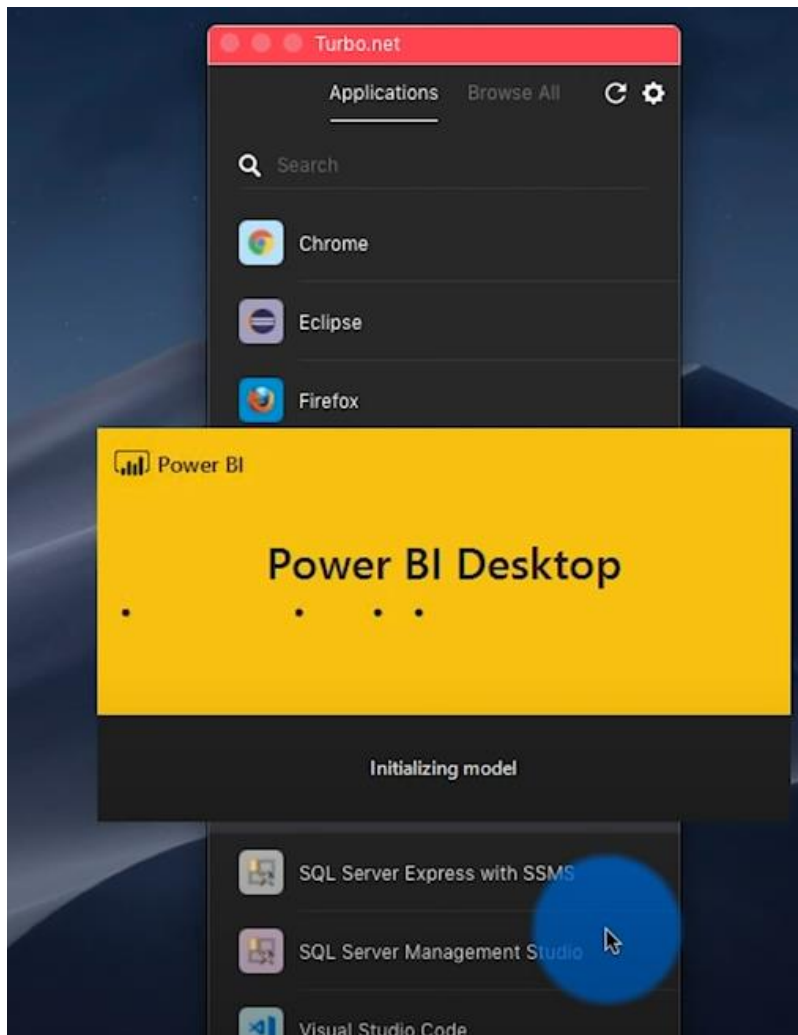 Turbo.net
Applications Browse All
Search
Chrome
Eclipse
Firefox
Power BI
Power BI Desktop
Initializing model
SQL Server Express with SSMS
SQL Server Management Studio
Visual Studio Code